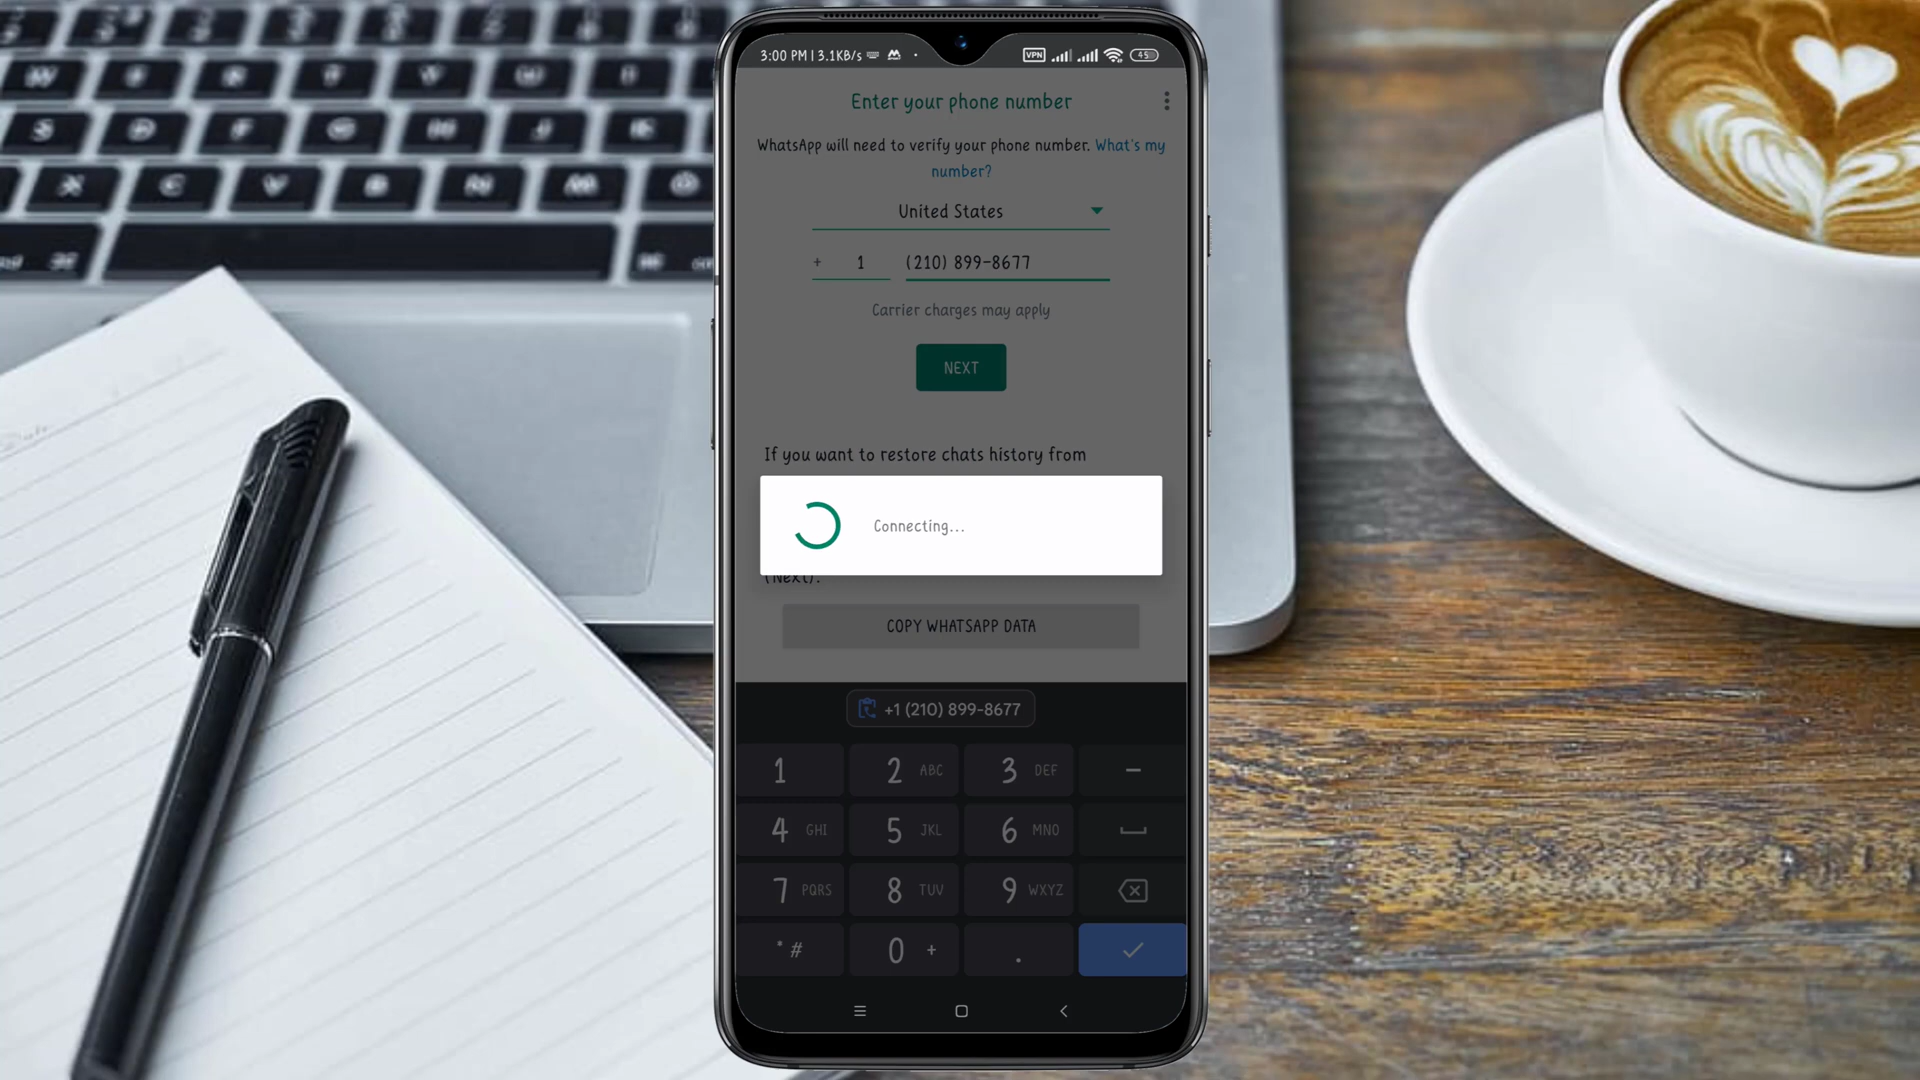 3:00 PM | 3.1KB/s
VPN
45
Enter your phone number
WhatsApp will need to verify your phone number. What's my
number?
United States
+ 1 (210) 899-8677
Carrier charges may apply
NEXT
If you want to restore chats history from
Connecting...
(Next).
COPY WHATSAPP DATA
+1 (210) 899-8677
1 2 ABC 3 DEF –
4 GHI 5 JKL 6 MNO
7 PQRS 8 TUV 9 WXYZ
* # 0 + .